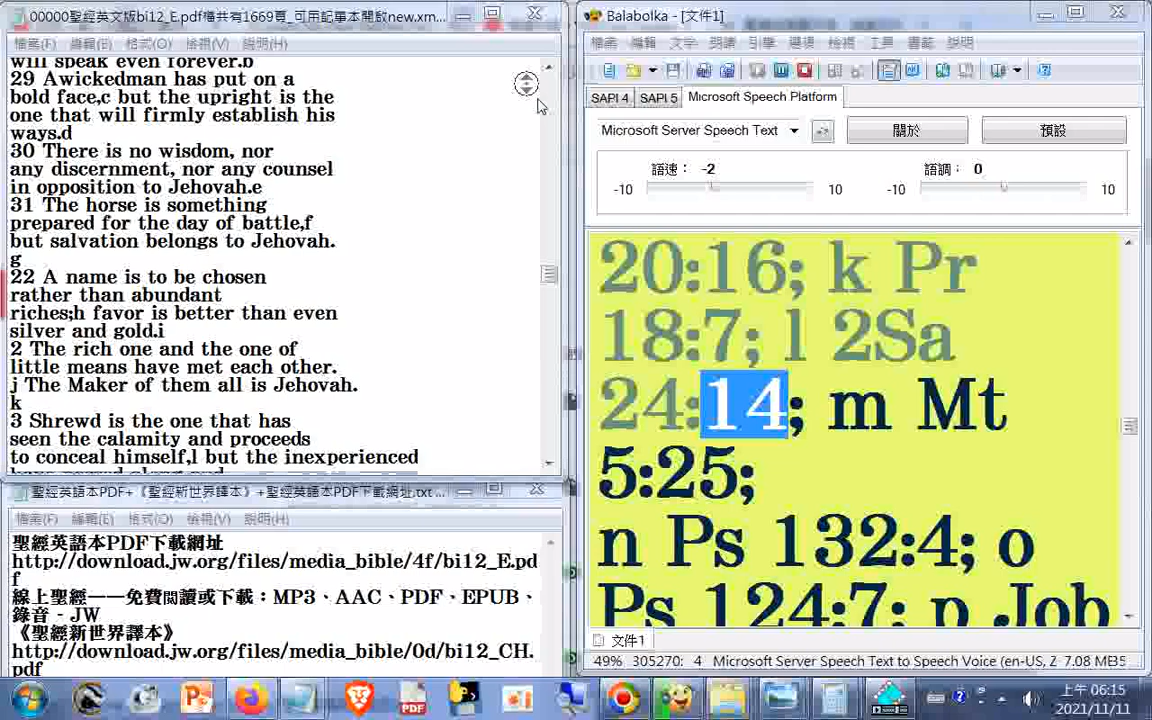 00000聖經英文版bi12_E.pdf檔共有1669頁_可用記事本開啟new.xm...
檔案(F) 編輯(E) 格式(O) 檢視(V) 說明(H)
will speak even forever.b
29 Awickedman has put on a
bold face,c but the upright is the
one that will firmly establish his
ways.d
30 There is no wisdom, nor
any discernment, nor any counsel
in opposition to Jehovah.e
31 The horse is something
prepared for the day of battle,f
but salvation belongs to Jehovah.
g
22 A name is to be chosen
rather than abundant
riches;h favor is better than even
silver and gold.i
2 The rich one and the one of
little means have met each other.
j The Maker of them all is Jehovah.
k
3 Shrewd is the one that has
seen the calamity and proceeds
to conceal himself,l but the inexperienced
聖經英語本PDF+《聖經新世界譯本》+聖經英語本PDF下載網址.txt ...
檔案(F) 編輯(E) 格式(O) 檢視(V) 說明(H)
聖經英語本PDF下載網址
http://download.jw.org/files/media_bible/4f/bi12_E.pd
f
線上聖經——免費閱讀或下載：MP3、AAC、PDF、EPUB、
錄音 - JW
《聖經新世界譯本》
http://download.jw.org/files/media_bible/0d/bi12_CH.
pdf
Balabolka - [文件1]
檔案 編輯 文字 朗讀 引擎 選項 檢視 工具 書籤 說明
SAPI 4 SAPI 5 Microsoft Speech Platform
Microsoft Server Speech Text 關於 預設
語速： -2 語調： 0
-10 10 -10 10
20:16; k Pr
18:7; l 2Sa
24:14; m Mt
5:25;
n Ps 132:4; o
Ps 124:7; p Job
文件1
49% 305270: 4 Microsoft Server Speech Text to Speech Voice (en-US, Z 7.08 MB
PDF
上午 06:15
2021/11/11